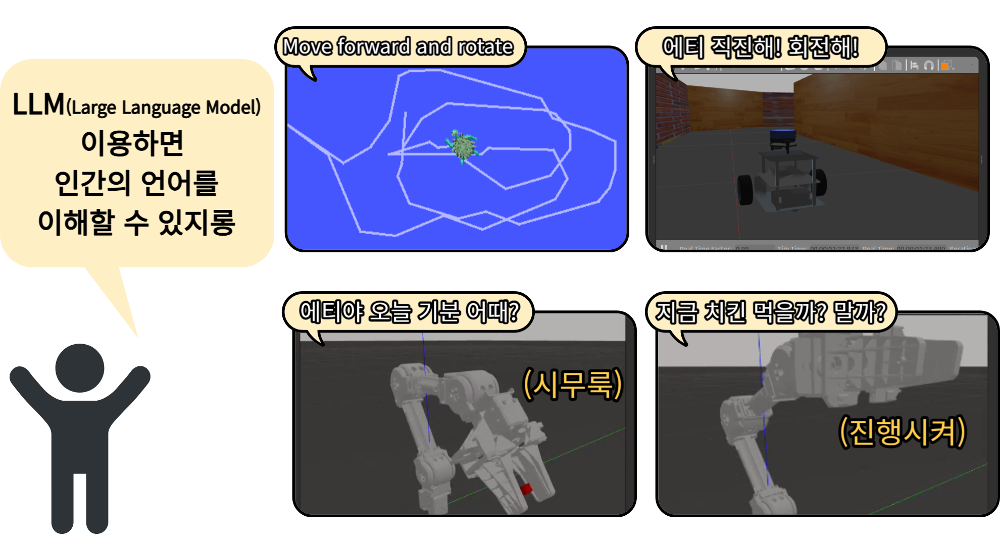 LLM(Large Language Model)
이용하면
인간의 언어를
이해할 수 있지롱
Move forward and rotate
에티 직진해! 회전해!
Real Time Factor: 0.99 Sim Time: 00 00:01:21.973 Real Time: 00 00:01:23.480 Iteration
에티야 오늘 기분 어때?
(시무룩)
지금 치킨 먹을까? 말까?
(진행시켜)